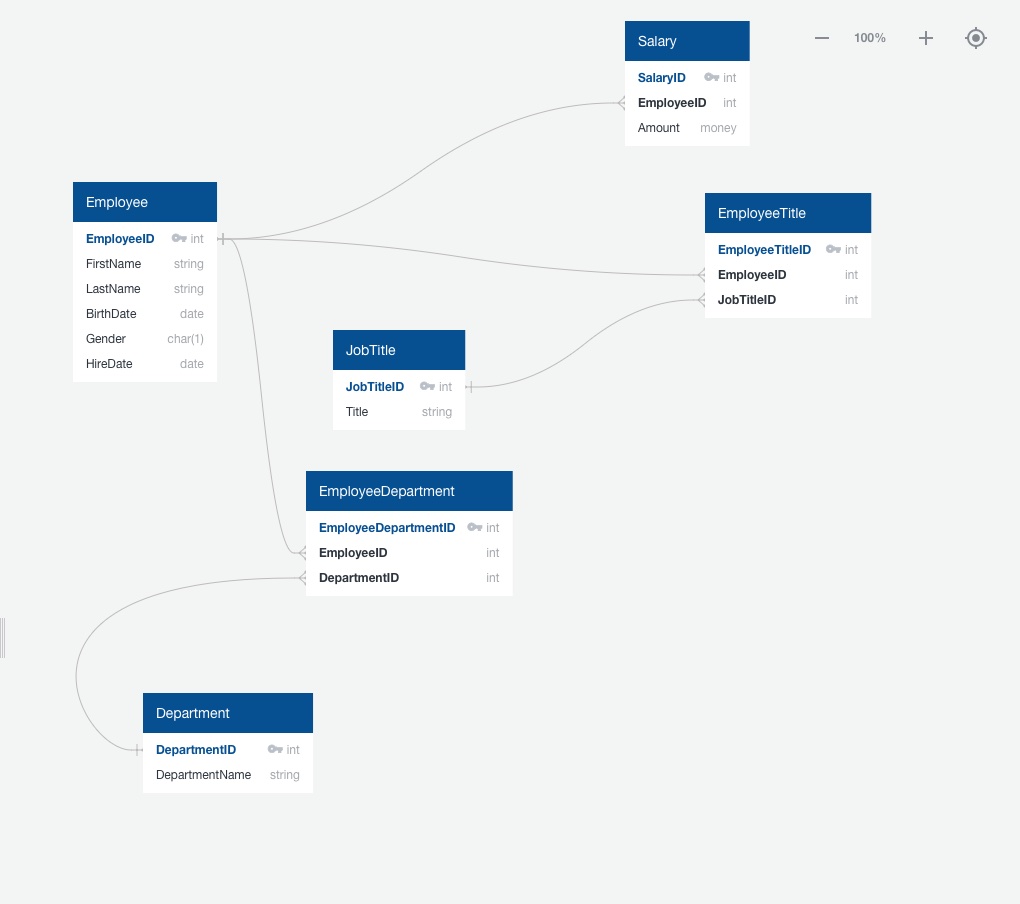 Salary
SalaryID int
EmployeeID int
Amount money
100%
Employee
EmployeeID int
FirstName string
LastName string
BirthDate date
Gender char(1)
HireDate date
EmployeeTitle
EmployeeTitleID int
EmployeeID int
JobTitleID int
JobTitle
JobTitleID int
Title string
EmployeeDepartment
EmployeeDepartmentID int
EmployeeID int
DepartmentID int
Department
DepartmentID int
DepartmentName string